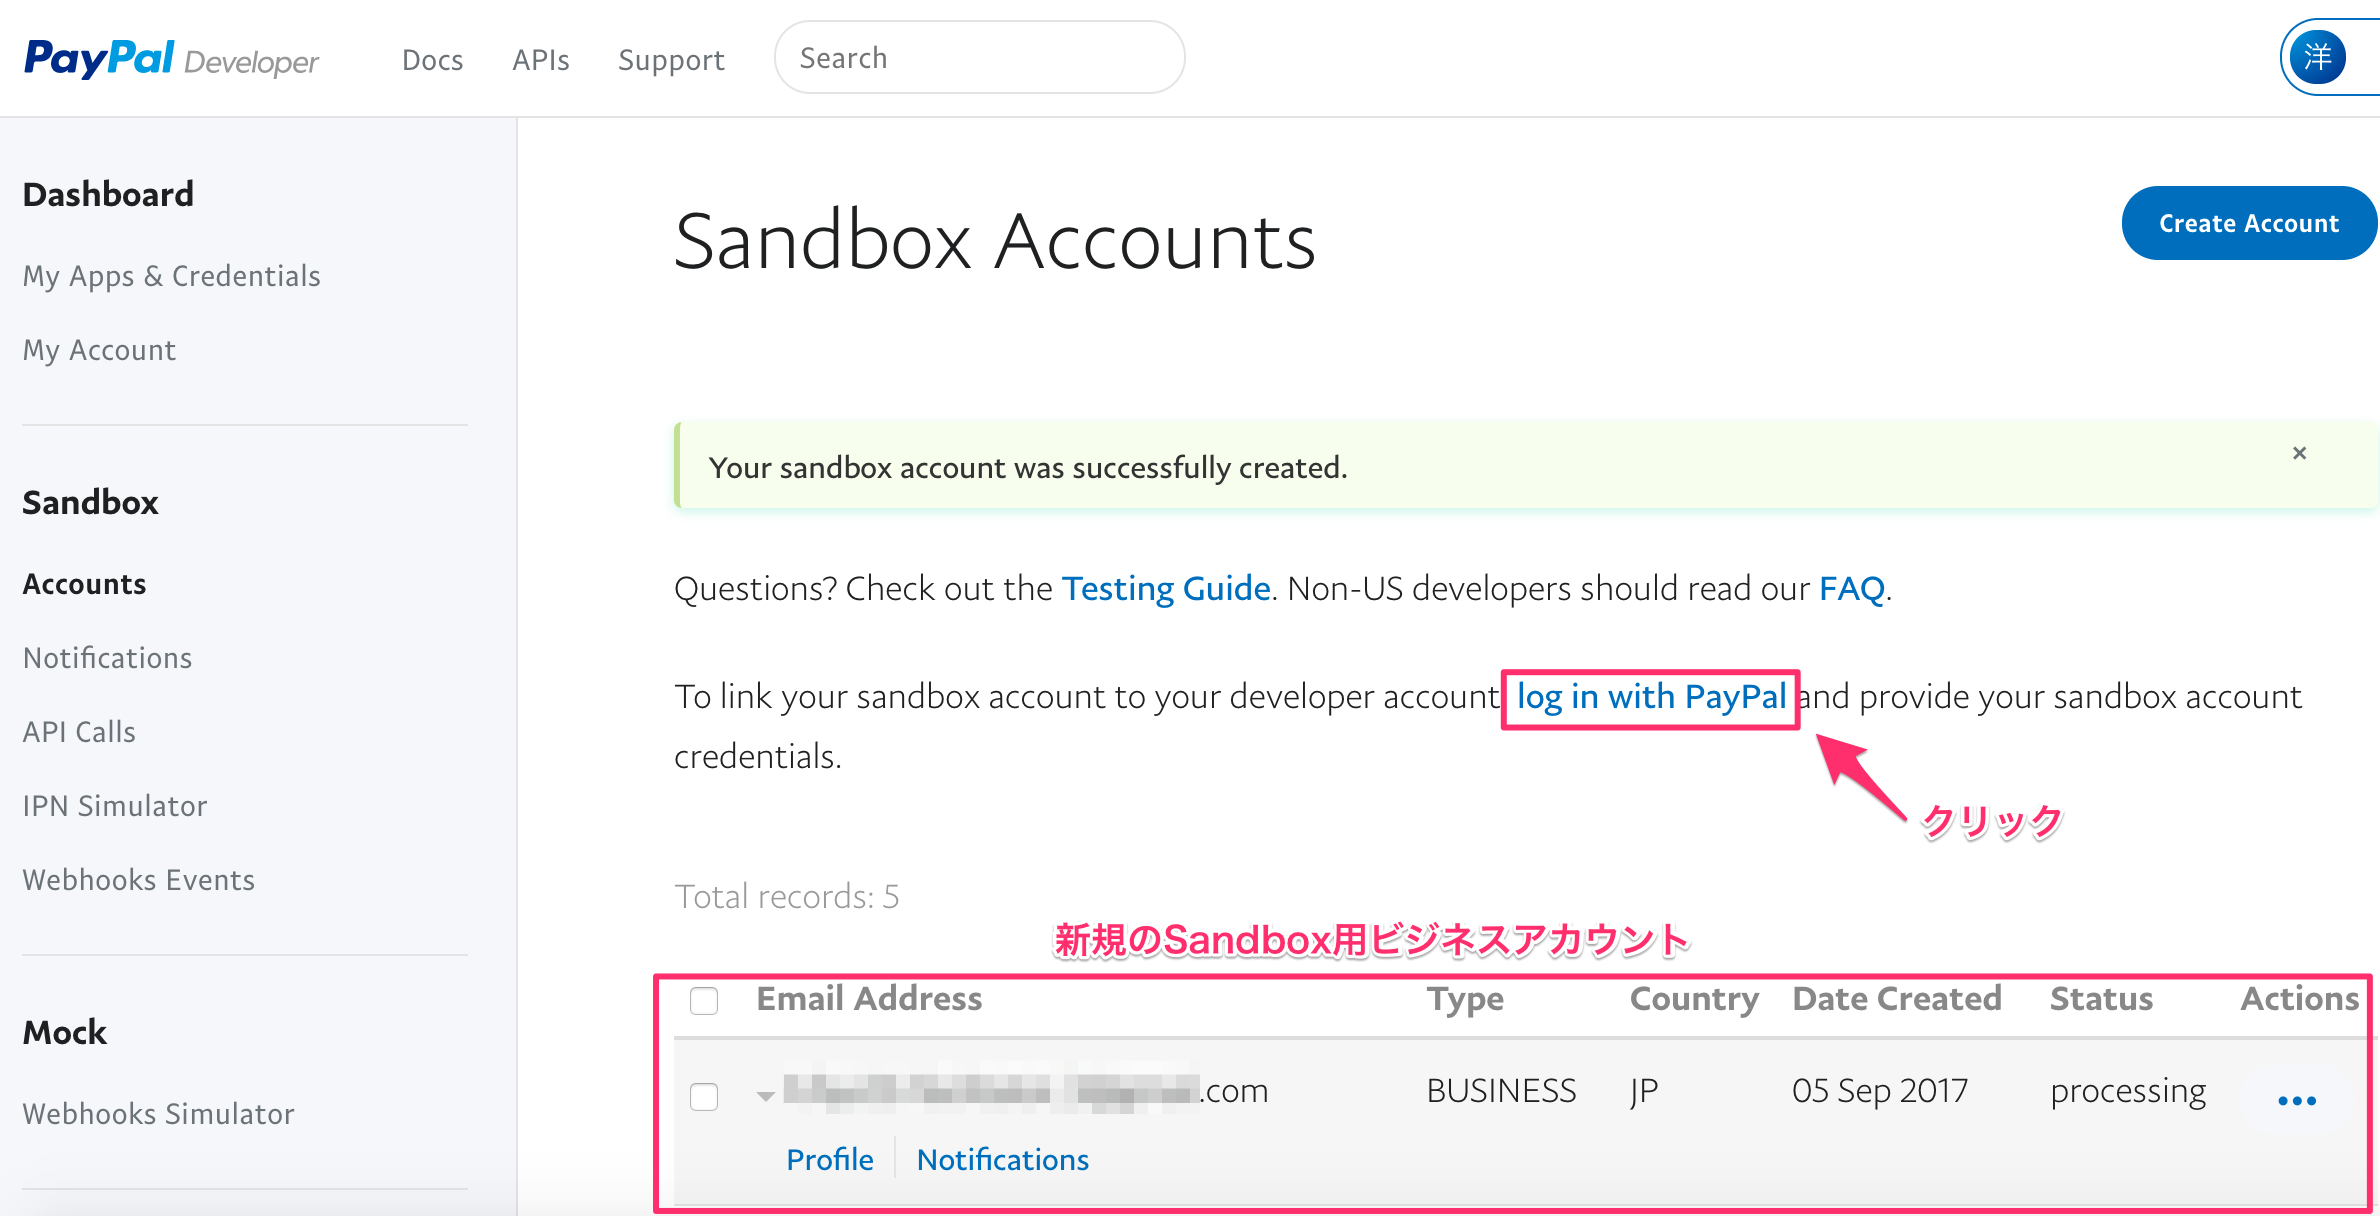 PayPal Developer
Docs
APIs
Support
Search
洋
Dashboard
My Apps & Credentials
My Account
Sandbox
Accounts
Notifications
API Calls
IPN Simulator
Webhooks Events
Mock
Webhooks Simulator
Sandbox Accounts
Create Account
Your sandbox account was successfully created.
×
Questions? Check out the Testing Guide. Non-US developers should read our FAQ.
To link your sandbox account to your developer account log in with PayPal and provide your sandbox account
credentials.
クリック
Total records: 5
新規のSandbox用ビジネスアカウント
Email Address Type Country Date Created Status Actions
.com BUSINESS JP 05 Sep 2017 processing
Profile Notifications